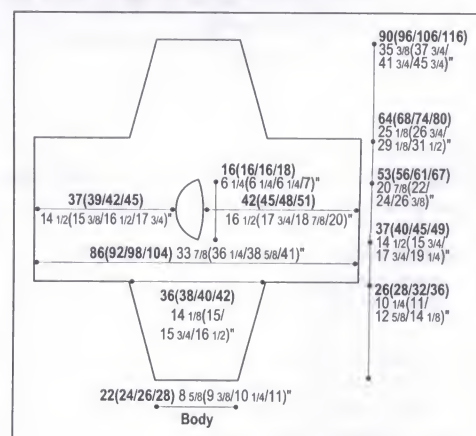 90(96/106/116)
35 3/8(37 3/4/
41 3/4/45 3/4)"
64(68/74/80)
25 1/8(26 3/4/
29 1/8/31 1/2)"
16(16/16/18)
6 1/4(6 1/4/6 1/4/7)"
53(56/61/67)
20 7/8(22/
24/26 3/8)"
37(39/42/45)
14 1/2(15 3/8/16 1/2/17 3/4)"
42(45/48/51)
16 1/2(17 3/4/18 7/8/20)"
37(40/45/49)
14 1/2(15 3/4/
17 3/4/19 1/4)"
86(92/98/104) 33 7/8(36 1/4/38 5/8/41)"
36(38/40/42)
14 1/8(15/
15 3/4/16 1/2)"
26(28/32/36)
10 1/4(11/
12 5/8/14 1/8)"
22(24/26/28) 8 5/8(9 3/8/10 1/4/11)"
Body